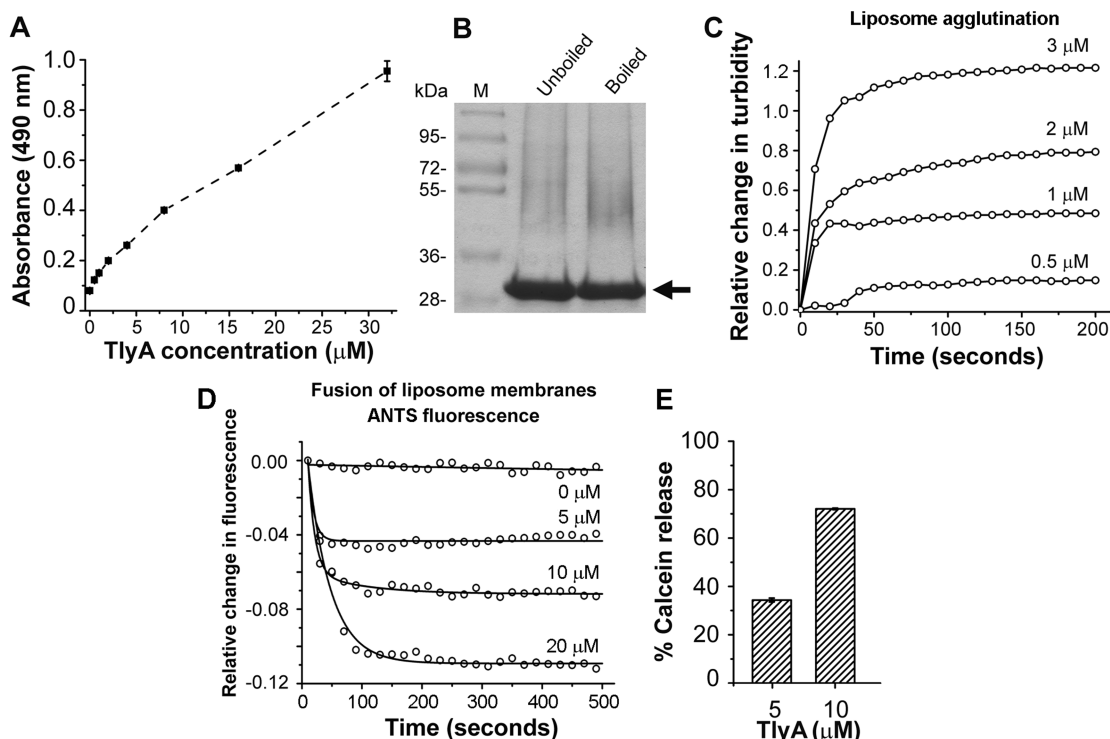 A
Absorbance (490 nm)
1.0
0.8
0.6
0.4
0.2
0
0 5 10 15 20 25 30
TlyA concentration (μM)
B
Unboiled
Boiled
kDa M
95-
72-
55-
36-
28-
C
Liposome agglutination
Relative change in turbidity
1.2
1.0
0.8
0.6
0.4
0.2
0.0
3 μM
2 μM
1 μM
0.5 μM
0 50 100 150 200
Time (seconds)
D
Fusion of liposome membranes
ANTS fluorescence
Relative change in fluorescence
0.00
-0.04
-0.08
-0.12
0 μM
5 μM
10 μM
20 μM
0 100 200 300 400 500
Time (seconds)
E
% Calcein release
100
80
60
40
20
0
5 10
TlyA (μM)